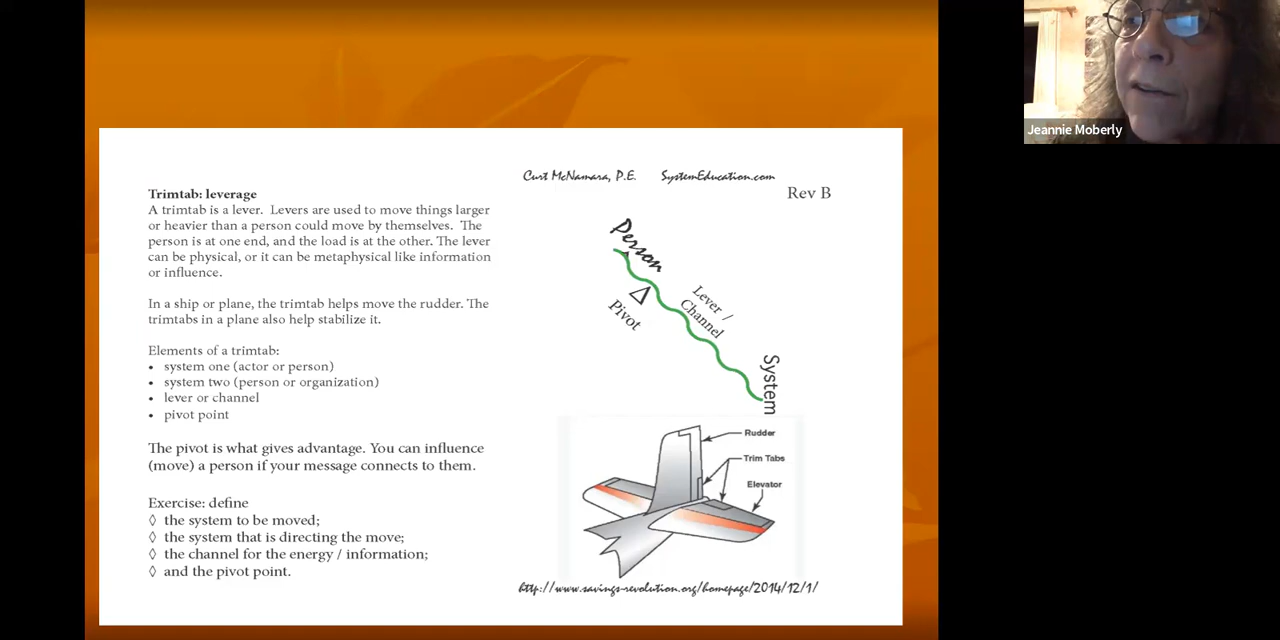 Jeannie Moberly
Curt McNamara, P.E. SystemEducation.com
Rev B
Trimtab: leverage
A trimtab is a lever. Levers are used to move things larger
or heavier than a person could move by themselves. The
person is at one end, and the load is at the other. The lever
can be physical, or it can be metaphysical like information
or influence.
In a ship or plane, the trimtab helps move the rudder. The
trimtabs in a plane also help stabilize it.
Elements of a trimtab:
• system one (actor or person)
• system two (person or organization)
• lever or channel
• pivot point
The pivot is what gives advantage. You can influence
(move) a person if your message connects to them.
Exercise: define
◊ the system to be moved;
◊ the system that is directing the move;
◊ the channel for the energy / information;
◊ and the pivot point.
Person
Pivot
Lever /
Channel
System
Rudder
Trim Tabs
Elevator
http://www.savings-revolution.org/homepage/2014/12/1/